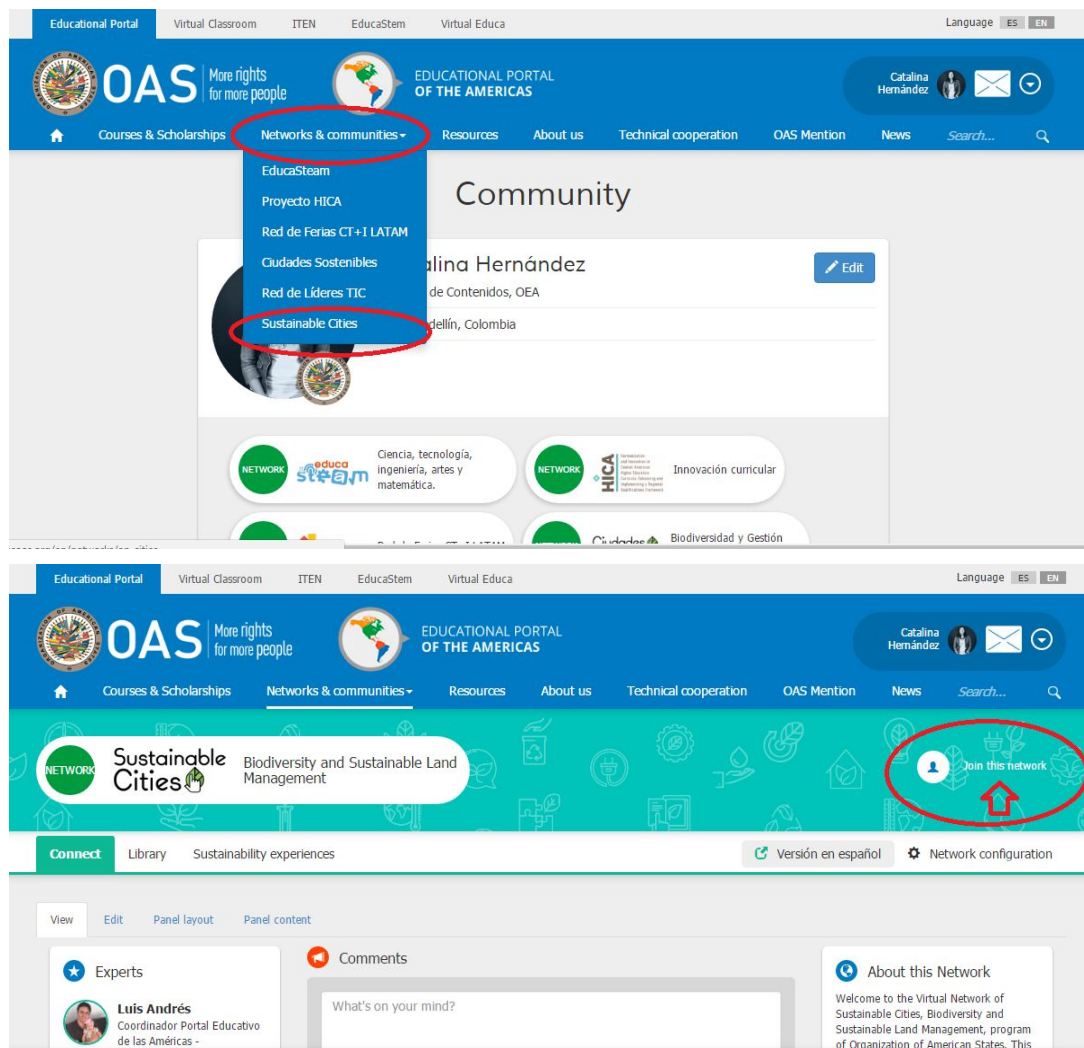 Educational Portal Virtual Classroom ITEN EducaStem Virtual Educa Language ES EN
OAS More rights for more people
EDUCATIONAL PORTAL
OF THE AMERICAS
Catalina
Hernández
Courses & Scholarships Networks & communities Resources About us Technical cooperation OAS Mention News Search...
EducaSteam
Proyecto HICA
Red de Ferias CT+I LATAM
Ciudades Sostenibles
Red de Líderes TIC
Sustainable Cities
Community
alina Hernández
Edit
de Contenidos, OEA
dellín, Colombia
NETWORK educa steam
Ciencia, tecnología,
ingeniería, artes y
matemática.
NETWORK HICA
Innovación curricular
Ciudades
Biodiversidad y Gestión
Educational Portal Virtual Classroom ITEN EducaStem Virtual Educa Language ES EN
OAS More rights for more people
EDUCATIONAL PORTAL
OF THE AMERICAS
Catalina
Hernández
Courses & Scholarships Networks & communities Resources About us Technical cooperation OAS Mention News Search...
NETWORK
Sustainable
Cities
Biodiversity and Sustainable Land
Management
Join this network
Connect Library Sustainability experiences Versión en español Network configuration
View Edit Panel layout Panel content
Experts
Luis Andrés
Coordinador Portal Educativo
de las Américas -
Comments
What's on your mind?
About this Network
Welcome to the Virtual Network of
Sustainable Cities, Biodiversity and
Sustainable Land Management, program
of Organization of American States. This